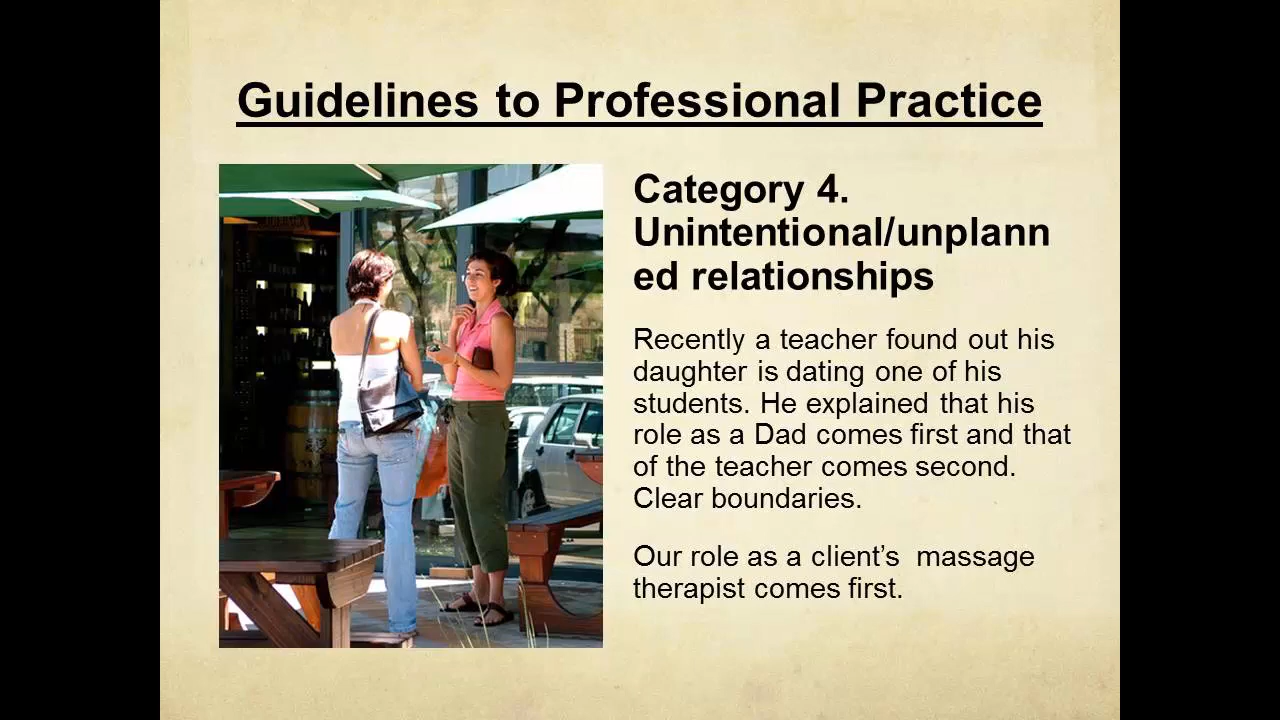 Guidelines to Professional Practice
Category 4.
Unintentional/unplann
ed relationships
Recently a teacher found out his
daughter is dating one of his
students. He explained that his
role as a Dad comes first and that
of the teacher comes second.
Clear boundaries.
Our role as a client’s  massage
therapist comes first.